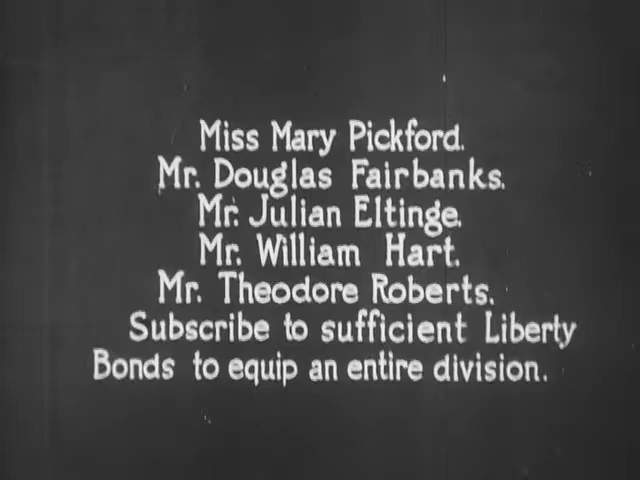 Miss Mary Pickford.
Mr. Douglas Fairbanks.
Mr. Julian Eltinge.
Mr. William Hart.
Mr. Theodore Roberts.
Subscribe to sufficient Liberty
Bonds to equip an entire division.